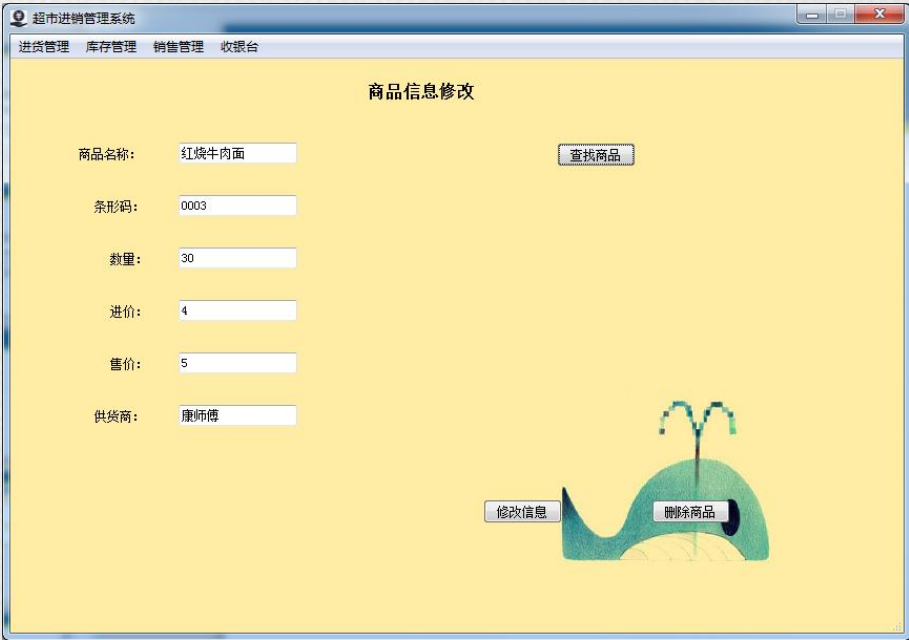 超市进销管理系统
进货管理 库存管理 销售管理 收银台
商品信息修改
商品名称： 红烧牛肉面 查找商品
条形码： 0003
数量： 30
进价： 4
售价： 5
供货商： 康师傅
修改信息 删除商品